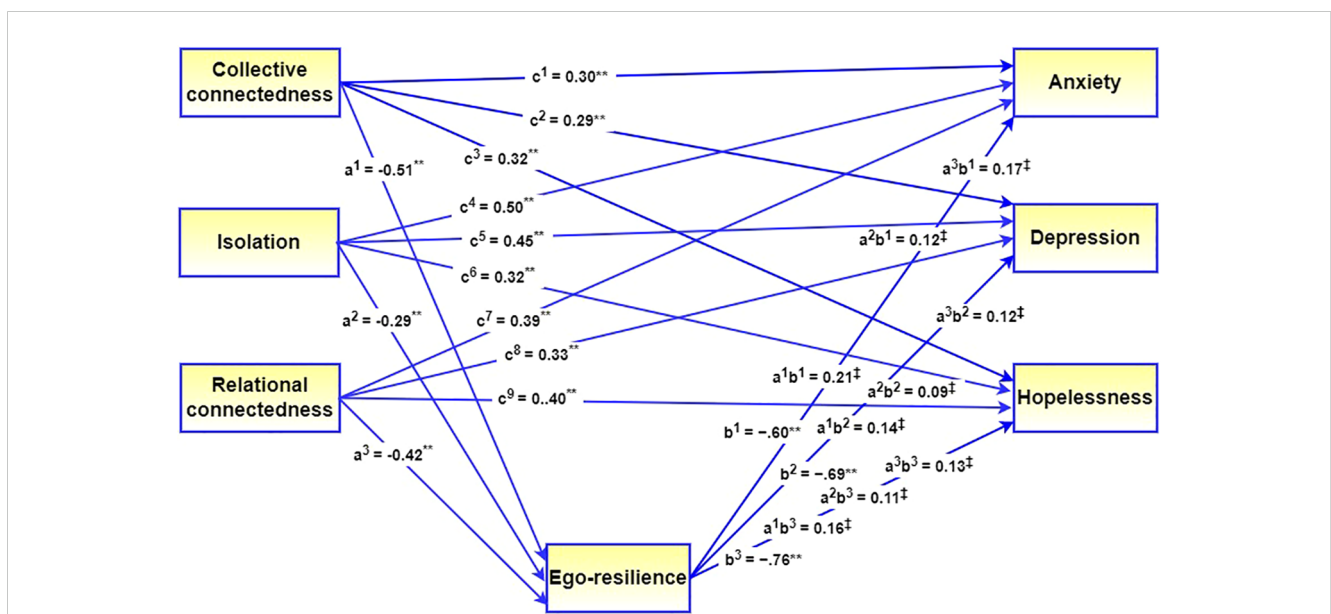 Collective
connectedness
Anxiety
c1 = 0.30**
c2 = 0.29**
c3 = 0.32**
a1 = -0.51**
a3b1 = 0.17‡
Isolation
c4 = 0.50**
c5 = 0.45**
c6 = 0.32**
a2b1 = 0.12‡
Depression
a2 = -0.29**
c7 = 0.39**
a3b2 = 0.12‡
c8 = 0.33**
Relational
connectedness
c9 = 0..40**
a1b1 = 0.21‡
a2b2 = 0.09‡
Hopelessness
a3 = -0.42**
b1 = −.60**
a1b2 = 0.14‡
b2 = −.69**
a3b3 = 0.13‡
a2b3 = 0.11‡
a1b3 = 0.16‡
b3 = −.76**
Ego-resilience